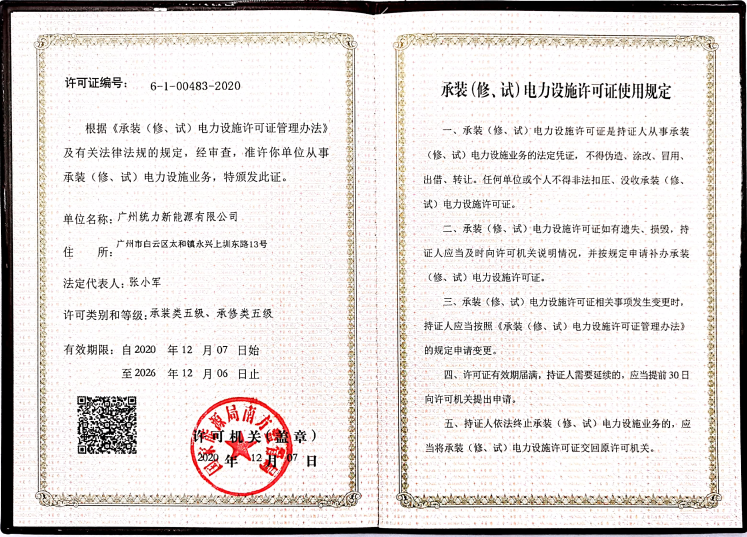 许可证编号: 6-1-00483-2020
根据《承装（修、试）电力设施许可证管理办法》
及有关法律法规的规定，经审查，准许你单位从事
承装（修、试）电力设施业务，特颁发此证。
单位名称: 广州统力新能源有限公司
住 所: 广州市白云区太和镇永兴上圳东路13号
法定代表人: 张小军
许可类别和等级: 承装类五级、承修类五级
有效期限: 自 2020 年 12 月 07 日始
至 2026 年 12 月 06 日止
国家能源局南方监管局
许可机关（盖章）
2020 年 12 月 07 日
承装（修、试）电力设施许可证使用规定
一、承装（修、试）电力设施许可证是持证人从事承装
（修、试）电力设施业务的法定凭证，不得伪造、涂改、冒用、
出借、转让。任何单位或个人不得非法扣压、没收承装（修、
试）电力设施许可证。
二、承装（修、试）电力设施许可证如有遗失、损毁，持
证人应当及时向许可机关说明情况，并按规定申请补办承装
（修、试）电力设施许可证。
三、承装（修、试）电力设施许可证相关事项发生变更时，
持证人应当按照《承装（修、试）电力设施许可证管理办法》
的规定申请变更。
四、许可证有效期届满，持证人需要延续的，应当提前 30 日
向许可机关提出申请。
五、持证人依法终止承装（修、试）电力设施业务的，应
当将承装（修、试）电力设施许可证交回原许可机关。